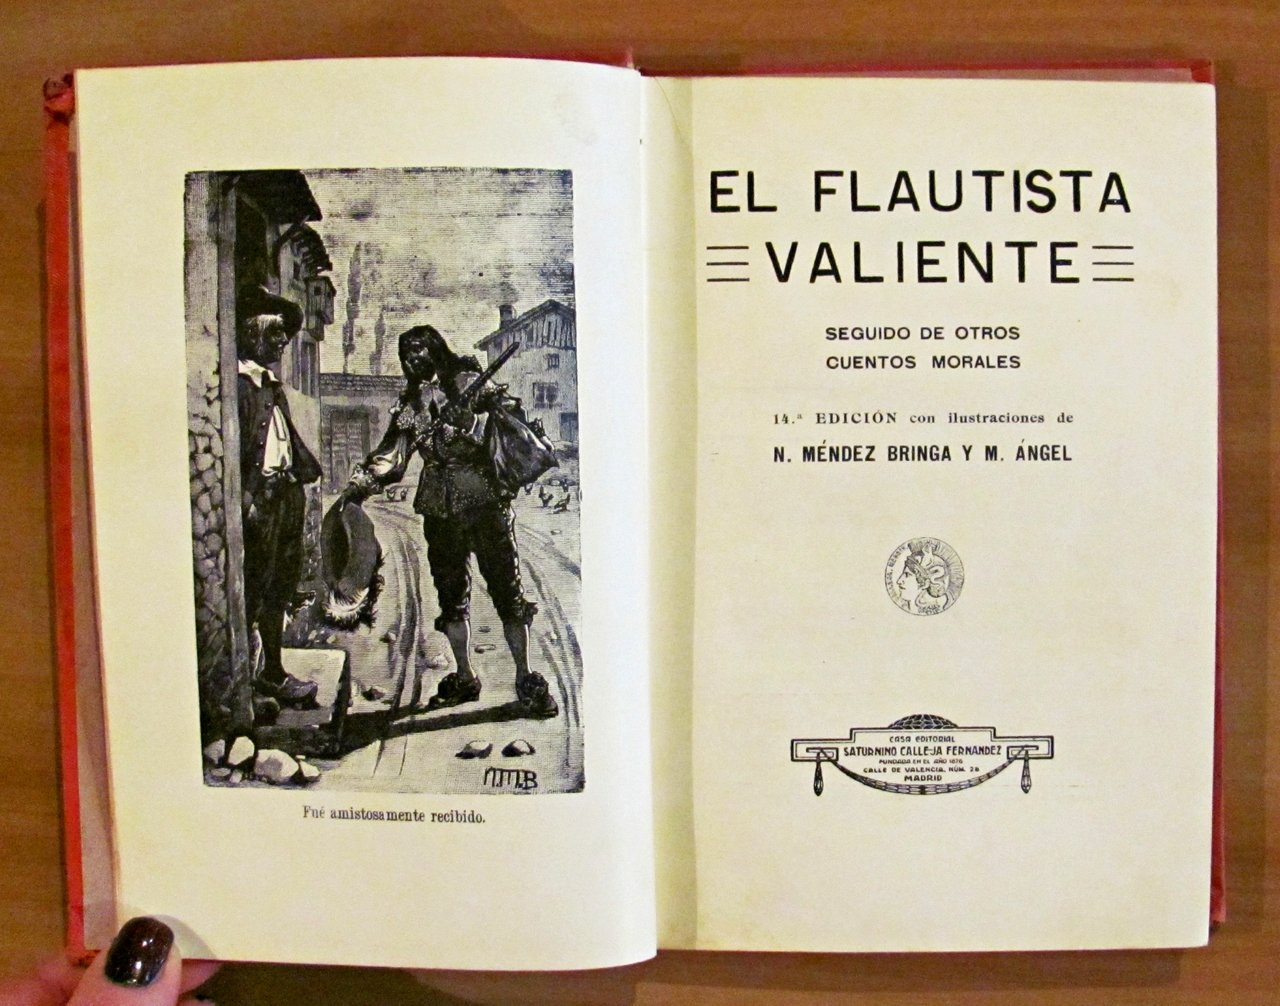 N.M.B
Fué amistosamente recibido.
EL FLAUTISTA
VALIENTE
SEGUIDO DE OTROS
CUENTOS MORALES
14.ª EDICIÓN con ilustraciones de
N. MÉNDEZ BRINGA Y M. ÁNGEL
CASA EDITORIAL
SATURNINO CALLEJA FERNANDEZ
FUNDADA EN EL AÑO 1876
CALLE DE VALENCIA, NÚM. 28
MADRID